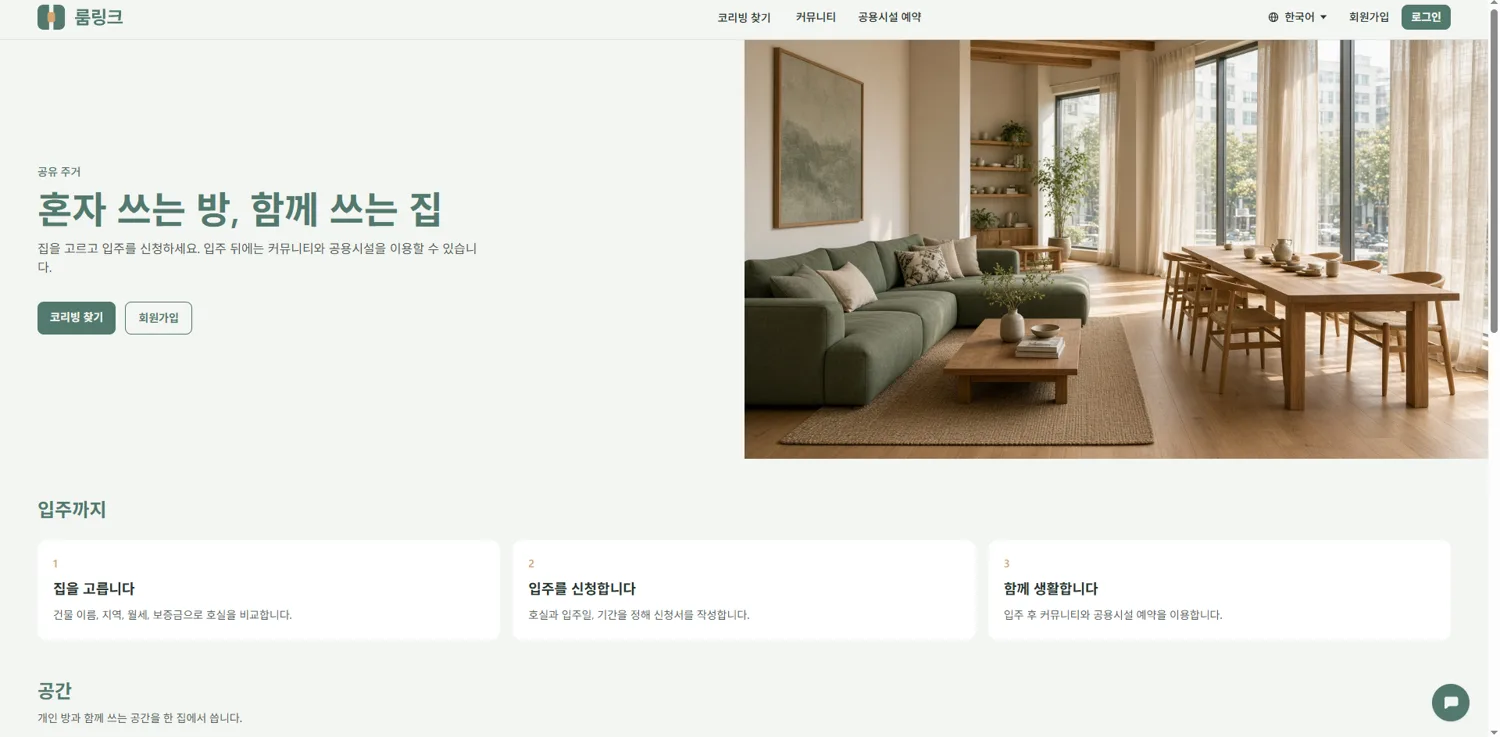 룸링크
코리빙 찾기
커뮤니티
공용시설 예약
한국어
회원가입
로그인
공유 주거
혼자 쓰는 방, 함께 쓰는 집
집을 고르고 입주를 신청하세요. 입주 뒤에는 커뮤니티와 공용시설을 이용할 수 있습니
다.
코리빙 찾기
회원가입
입주까지
1
집을 고릅니다
건물 이름, 지역, 월세, 보증금으로 호실을 비교합니다.
2
입주를 신청합니다
호실과 입주일, 기간을 정해 신청서를 작성합니다.
3
함께 생활합니다
입주 후 커뮤니티와 공용시설 예약을 이용합니다.
공간
개인 방과 함께 쓰는 공간을 한 집에서 씁니다.